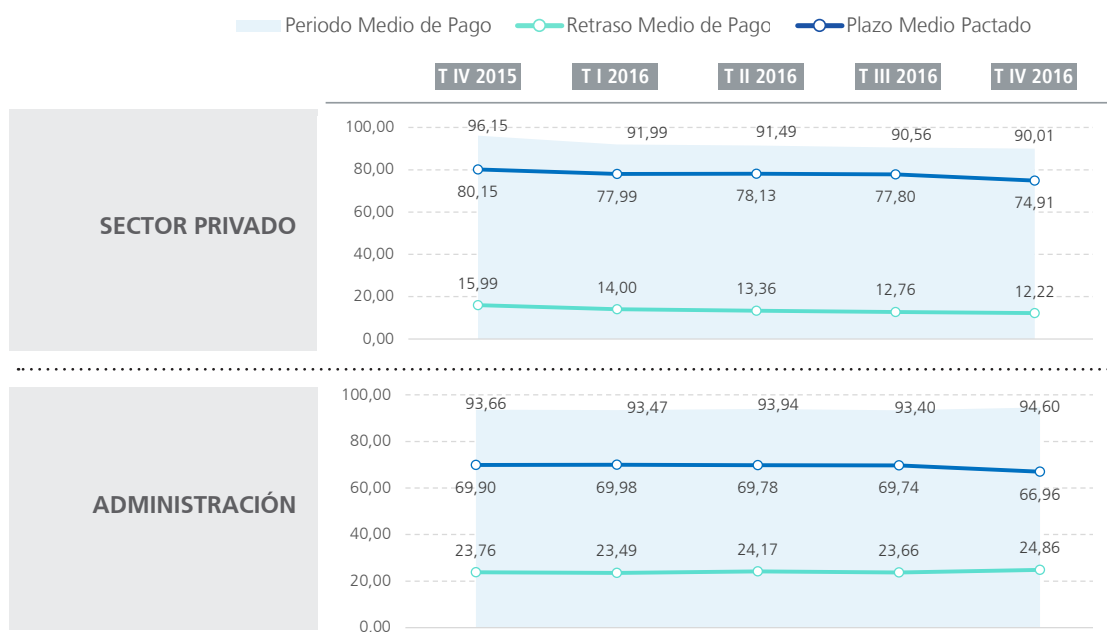 Periodo Medio de Pago Retraso Medio de Pago Plazo Medio Pactado
T IV 2015 T I 2016 T II 2016 T III 2016 T IV 2016
SECTOR PRIVADO
100,00
80,00
60,00
40,00
20,00
0,00
96,15 91,99 91,49 90,56 90,01
80,15 77,99 78,13 77,80 74,91
15,99 14,00 13,36 12,76 12,22
ADMINISTRACIÓN
100,00
80,00
60,00
40,00
20,00
0,00
93,66 93,47 93,94 93,40 94,60
69,90 69,98 69,78 69,74 66,96
23,76 23,49 24,17 23,66 24,86